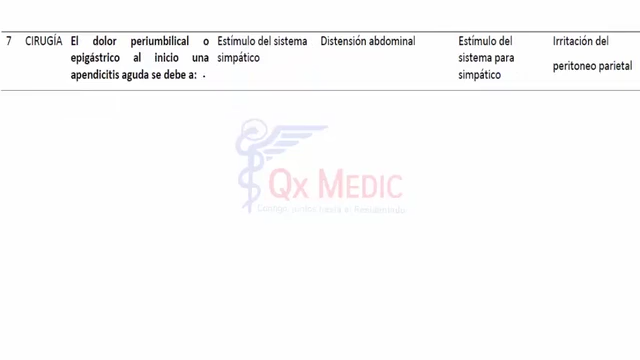 7 CIRUGÍA El dolor periumbilical o Estímulo del sistema Distensión abdominal Estímulo del Irritación del
epigástrico al inicio una simpático sistema para peritoneo parietal
apendicitis aguda se debe a: . simpático
Qx MEDIC